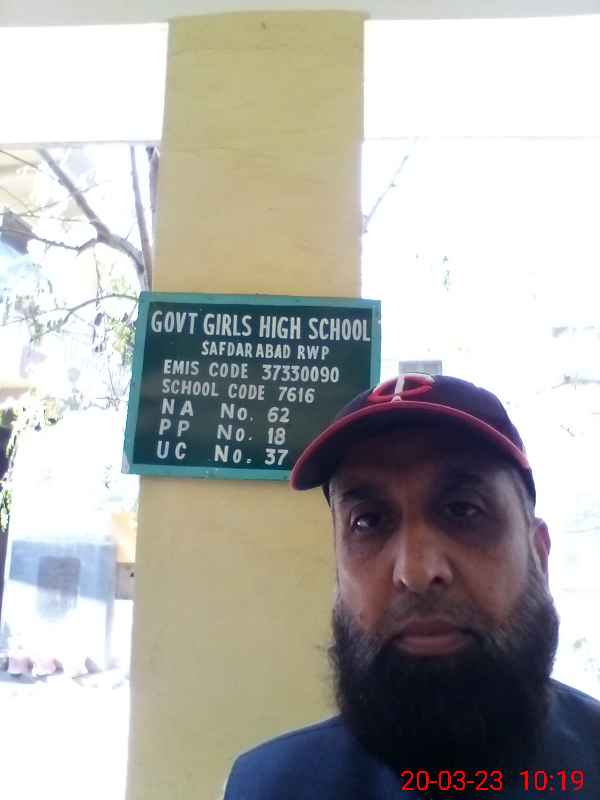 GOVT GIRLS HIGH SCHOOL
SAFDARABAD RWP
EMIS CODE 37330090
SCHOOL CODE 7616
NA No. 62
PP No. 18
UC No. 37
20-03-23 10:19